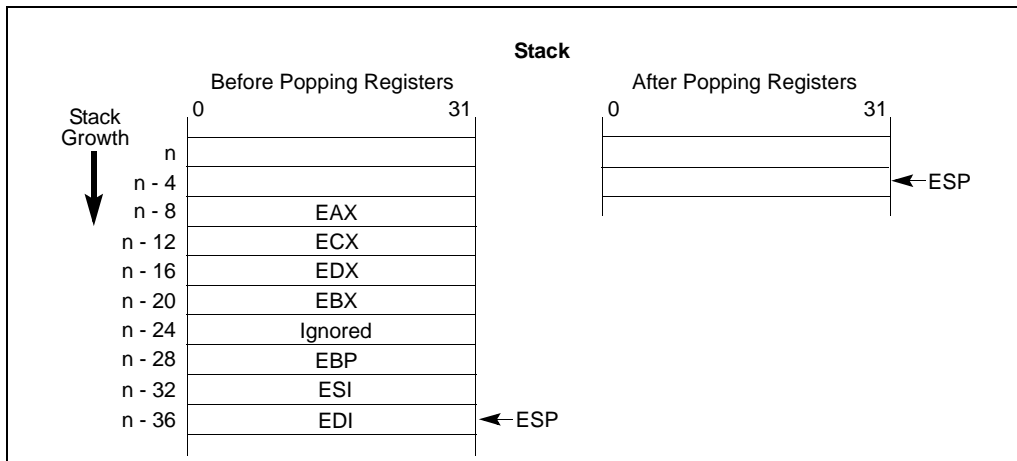 Stack
Before Popping Registers
After Popping Registers
0 31
0 31
Stack
Growth
n
n - 4
ESP
n - 8 EAX
n - 12 ECX
n - 16 EDX
n - 20 EBX
n - 24 Ignored
n - 28 EBP
n - 32 ESI
n - 36 EDI ESP